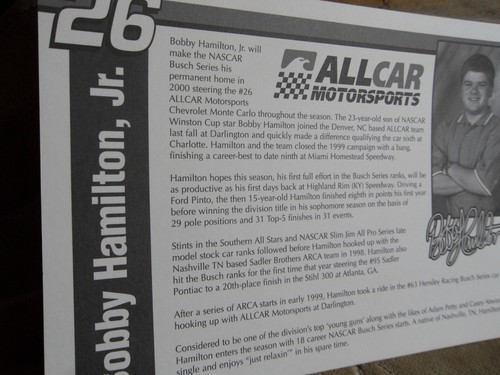 26
Bobby Hamilton, Jr.
ALLCAR
MOTORSPORTS
Bobby Hamilton, Jr. will
make the NASCAR
Busch Series his
permanent home in
2000 steering the #26
ALLCAR Motorsports
Chevrolet Monte Carlo throughout the season. The 23-year-old son of NASCAR
Winston Cup star Bobby Hamilton joined the Denver, NC based ALLCAR team
last fall at Darlington and quickly made a difference qualifying the car sixth at
Charlotte. Hamilton and the team closed the 1999 campaign with a bang,
finishing a career-best to date ninth at Miami Homestead Speedway.
Hamilton hopes this season, his first full effort in the Busch Series ranks, will be
as productive as his first days back at Highland Rim (KY) Speedway. Driving a
Ford Pinto, the then 15-year-old Hamilton finished eighth in points his first year
before winning the division title in his sophomore season on the basis of
29 pole positions and 31 Top-5 finishes in 31 events.
Stints in the Southern All Stars and NASCAR Slim Jim All Pro Series late
model stock car ranks followed before Hamilton hooked up with the
Nashville TN based Sadler Brothers ARCA team in 1998. Hamilton also
hit the Busch ranks for the first time that year steering the #95 Sadler
Pontiac to a 20th-place finish in the Stihl 300 at Atlanta, GA.
After a series of ARCA starts in early 1999, Hamilton took a ride in the #63 Hensley Racing Busch Series
hooking up with ALLCAR Motorsports at Darlington.
Considered to be one of the division's top 'young guns' along with the likes of Adam Petty and Casey
Hamilton enters the season with 18 career NASCAR Busch Series starts. A native of Nashville, TN, Hamilton
single and enjoys "just relaxin'" in his spare time.